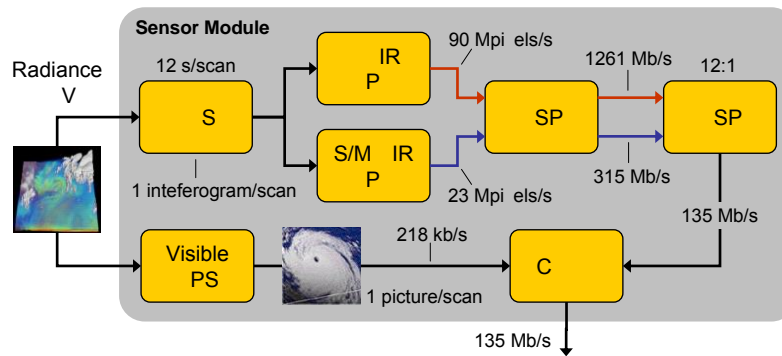 Sensor Module
Radiance
V
12 s/scan
S
1 inteferogram/scan
IR
P
90 Mpi els/s
S/M IR
P
23 Mpi els/s
SP
1261 Mb/s
315 Mb/s
12:1
SP
135 Mb/s
Visible
PS
1 picture/scan
218 kb/s
C
135 Mb/s